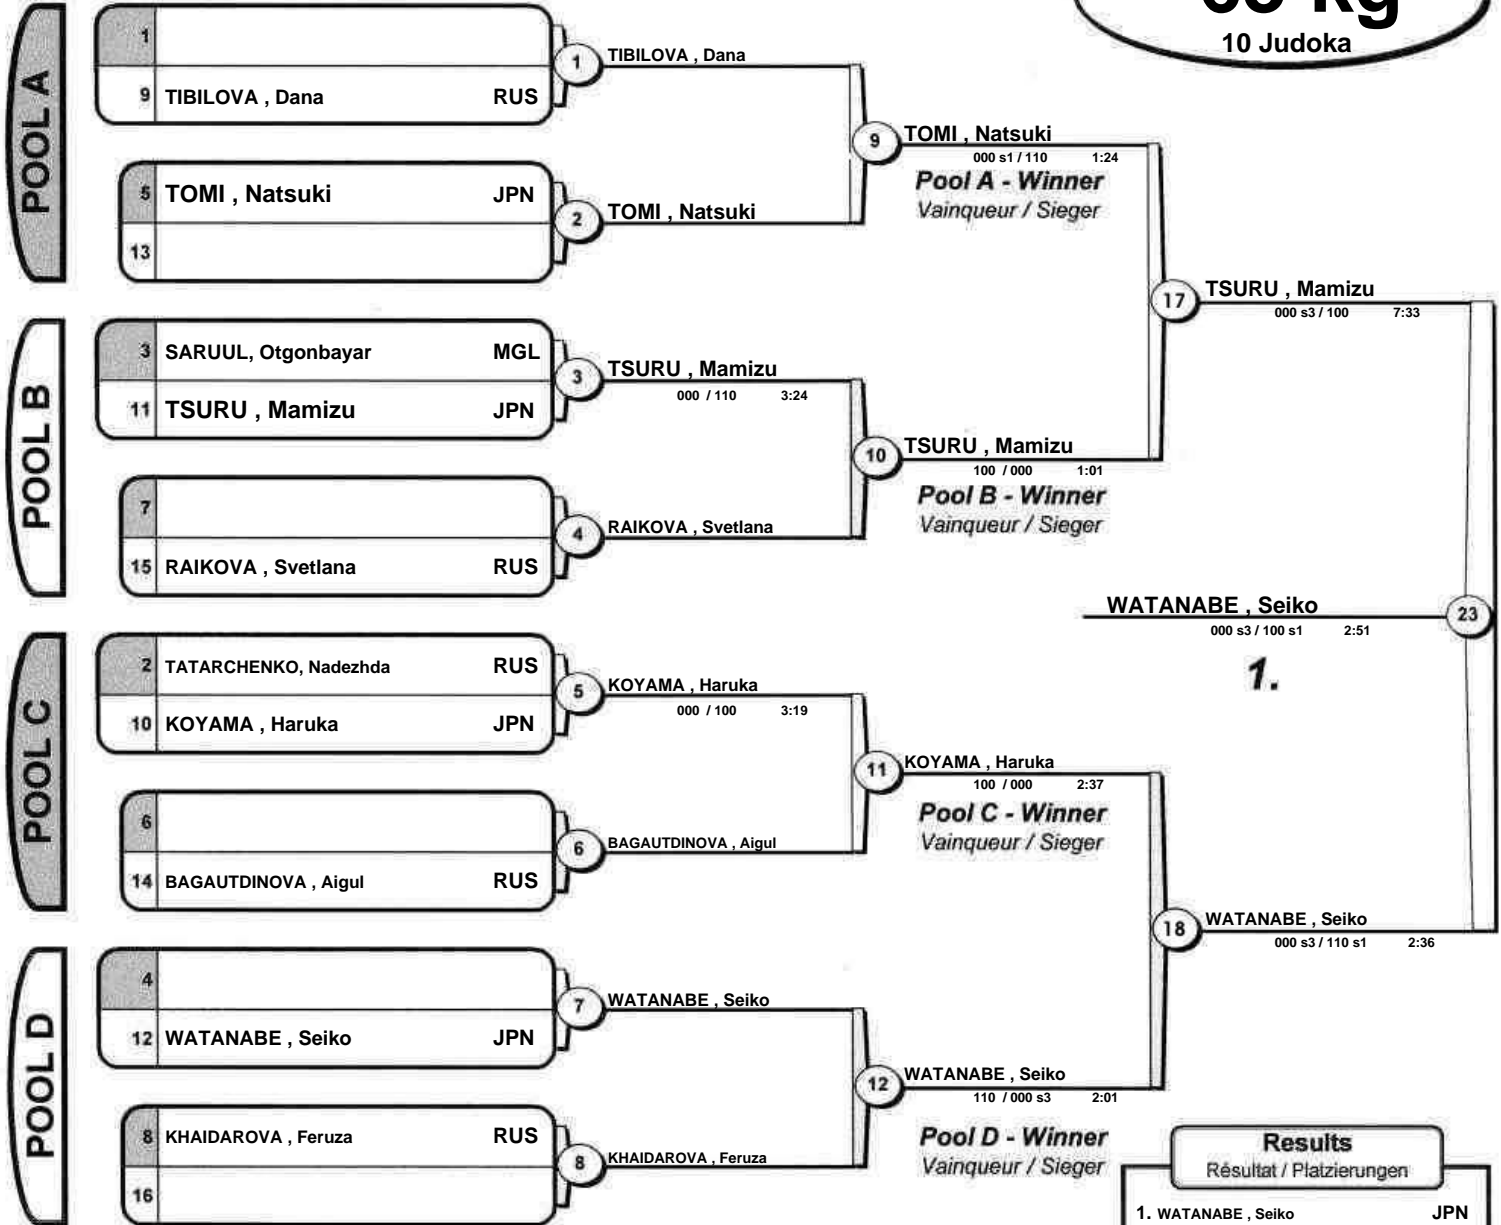 10 Judoka
POOL A
1
9 TIBILOVA , Dana RUS
1 TIBILOVA , Dana
5 TOMI , Natsuki JPN
13
2 TOMI , Natsuki
9 TOMI , Natsuki
000 s1 / 110 1:24
Pool A - Winner
Vainqueur / Sieger
POOL B
3 SARUUL, Otgonbayar MGL
11 TSURU , Mamizu JPN
3 TSURU , Mamizu
000 / 110 3:24
7
15 RAIKOVA , Svetlana RUS
4 RAIKOVA , Svetlana
10 TSURU , Mamizu
100 / 000 1:01
Pool B - Winner
Vainqueur / Sieger
17 TSURU , Mamizu
000 s3 / 100 7:33
WATANABE , Seiko 23
000 s3 / 100 s1 2:51
1.
POOL C
2 TATARCHENKO, Nadezhda RUS
10 KOYAMA , Haruka JPN
5 KOYAMA , Haruka
000 / 100 3:19
6
14 BAGAUTDINOVA , Aigul RUS
6 BAGAUTDINOVA , Aigul
11 KOYAMA , Haruka
100 / 000 2:37
Pool C - Winner
Vainqueur / Sieger
18 WATANABE , Seiko
000 s3 / 110 s1 2:36
POOL D
4
12 WATANABE , Seiko JPN
7 WATANABE , Seiko
8 KHAIDAROVA , Feruza RUS
16
8 KHAIDAROVA , Feruza
12 WATANABE , Seiko
110 / 000 s3 2:01
Pool D - Winner
Vainqueur / Sieger
Results
Résultat / Platzierungen
1. WATANABE , Seiko JPN